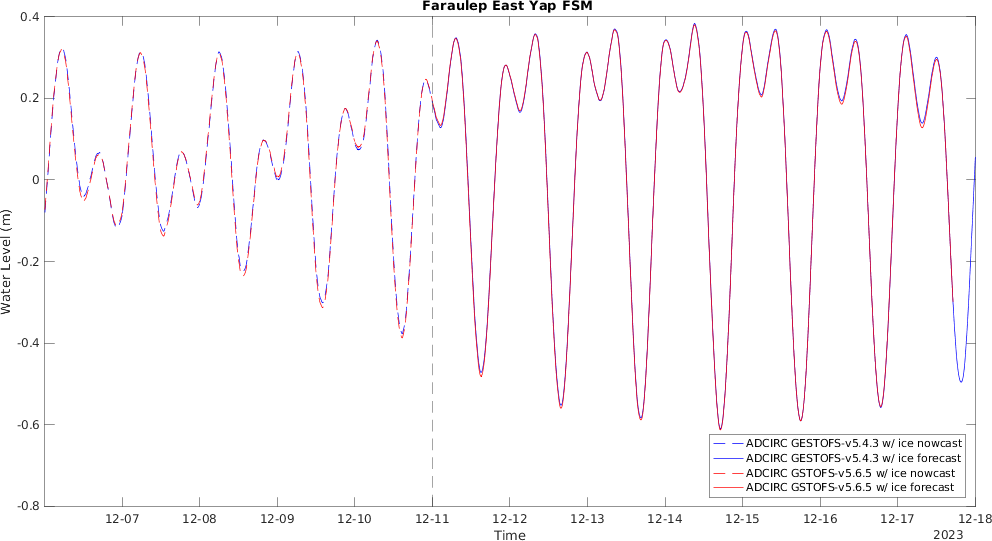 Faraulep East Yap FSM
0.4
0.2
0
-0.2
-0.4
-0.6
-0.8
Water Level (m)
ADCIRC GESTOFS-v5.4.3 w/ ice nowcast
ADCIRC GESTOFS-v5.4.3 w/ ice forecast
ADCIRC GSTOFS-v5.6.5 w/ ice nowcast
ADCIRC GSTOFS-v5.6.5 w/ ice forecast
12-07 12-08 12-09 12-10 12-11 12-12 12-13 12-14 12-15 12-16 12-17 12-18
Time
2023